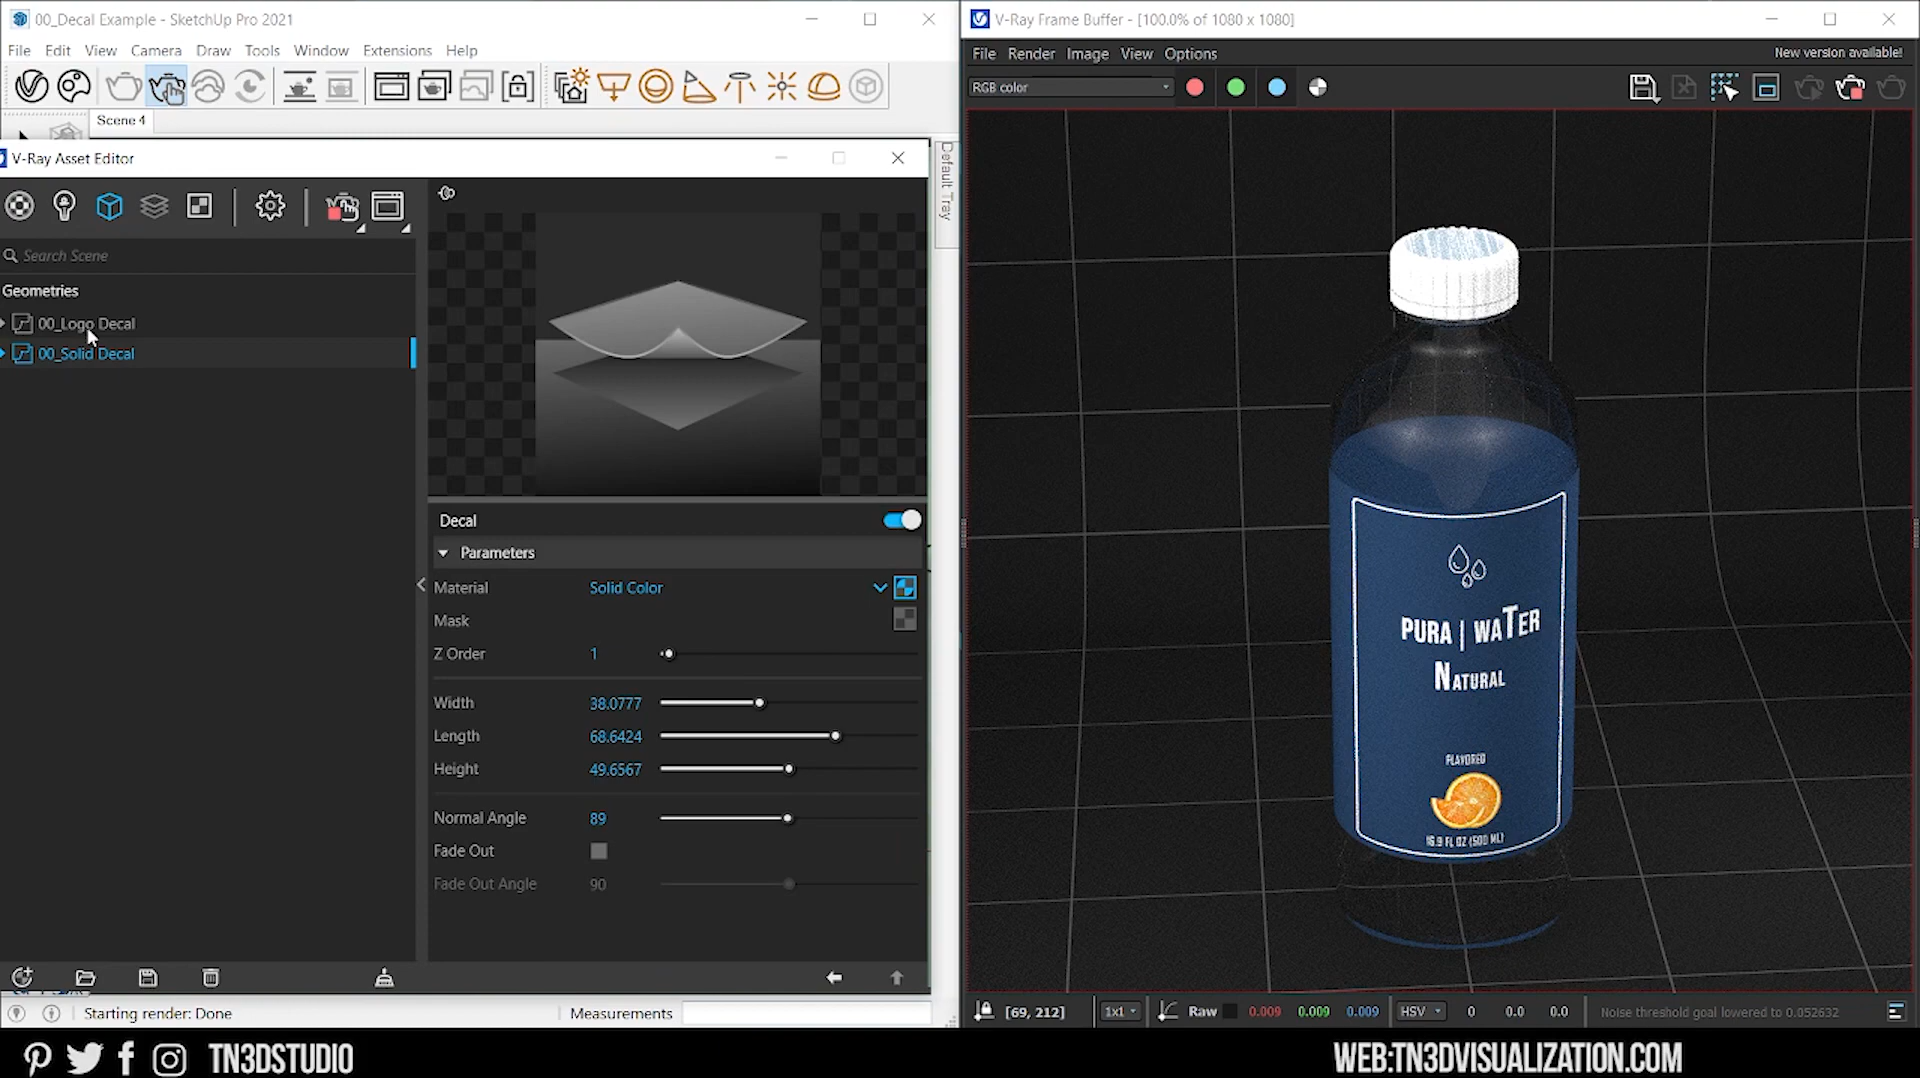 00_Decal Example - SketchUp Pro 2021
File Edit View Camera Draw Tools Window Extensions Help
Scene 4
V-Ray Asset Editor
Search Scene
Geometries
00_Logo Decal
00_Solid Decal
Decal
Parameters
Material Solid Color
Mask
Z Order 1
Width 38.0777
Length 68.6424
Height 49.6567
Normal Angle 89
Fade Out
Fade Out Angle 90
Default Tray
Starting render: Done
Measurements
V-Ray Frame Buffer - [100.0% of 1080 x 1080]
File Render Image View Options
New version available!
RGB color
PURA | WATER
NATURAL
FLAVORED
16.9 FL OZ (500 ML)
[69, 212]
1x1
Raw 0.009 0.009 0.009
HSV 0 0.0 0.0
Noise threshold goal lowered to 0.052632
TN3DSTUDIO
WEB:TN3DVISUALIZATION.COM